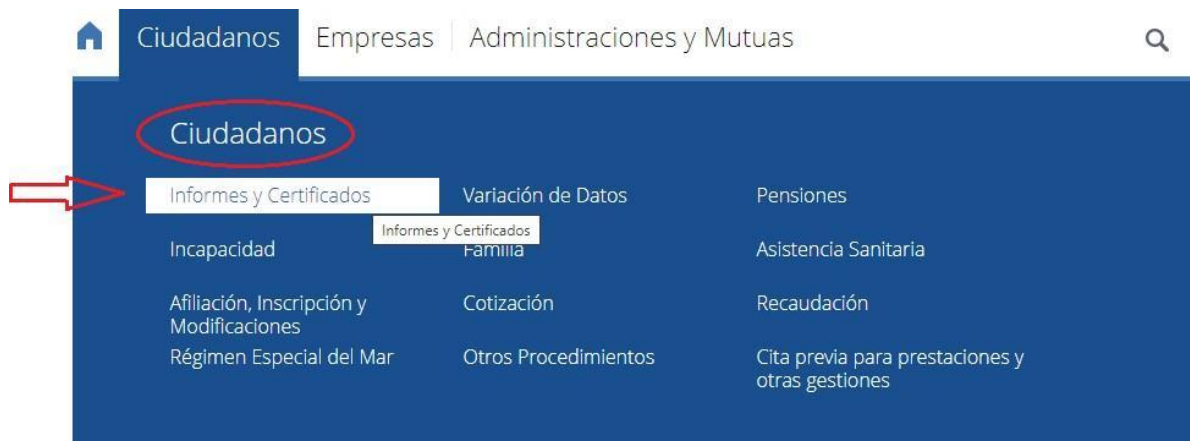 Ciudadanos Empresas Administraciones y Mutuas
Ciudadanos
Informes y Certificados Variación de Datos Pensiones
Informes y Certificados
Incapacidad Familia Asistencia Sanitaria
Afiliación, Inscripción y Cotización Recaudación
Modificaciones
Régimen Especial del Mar Otros Procedimientos Cita previa para prestaciones y
otras gestiones